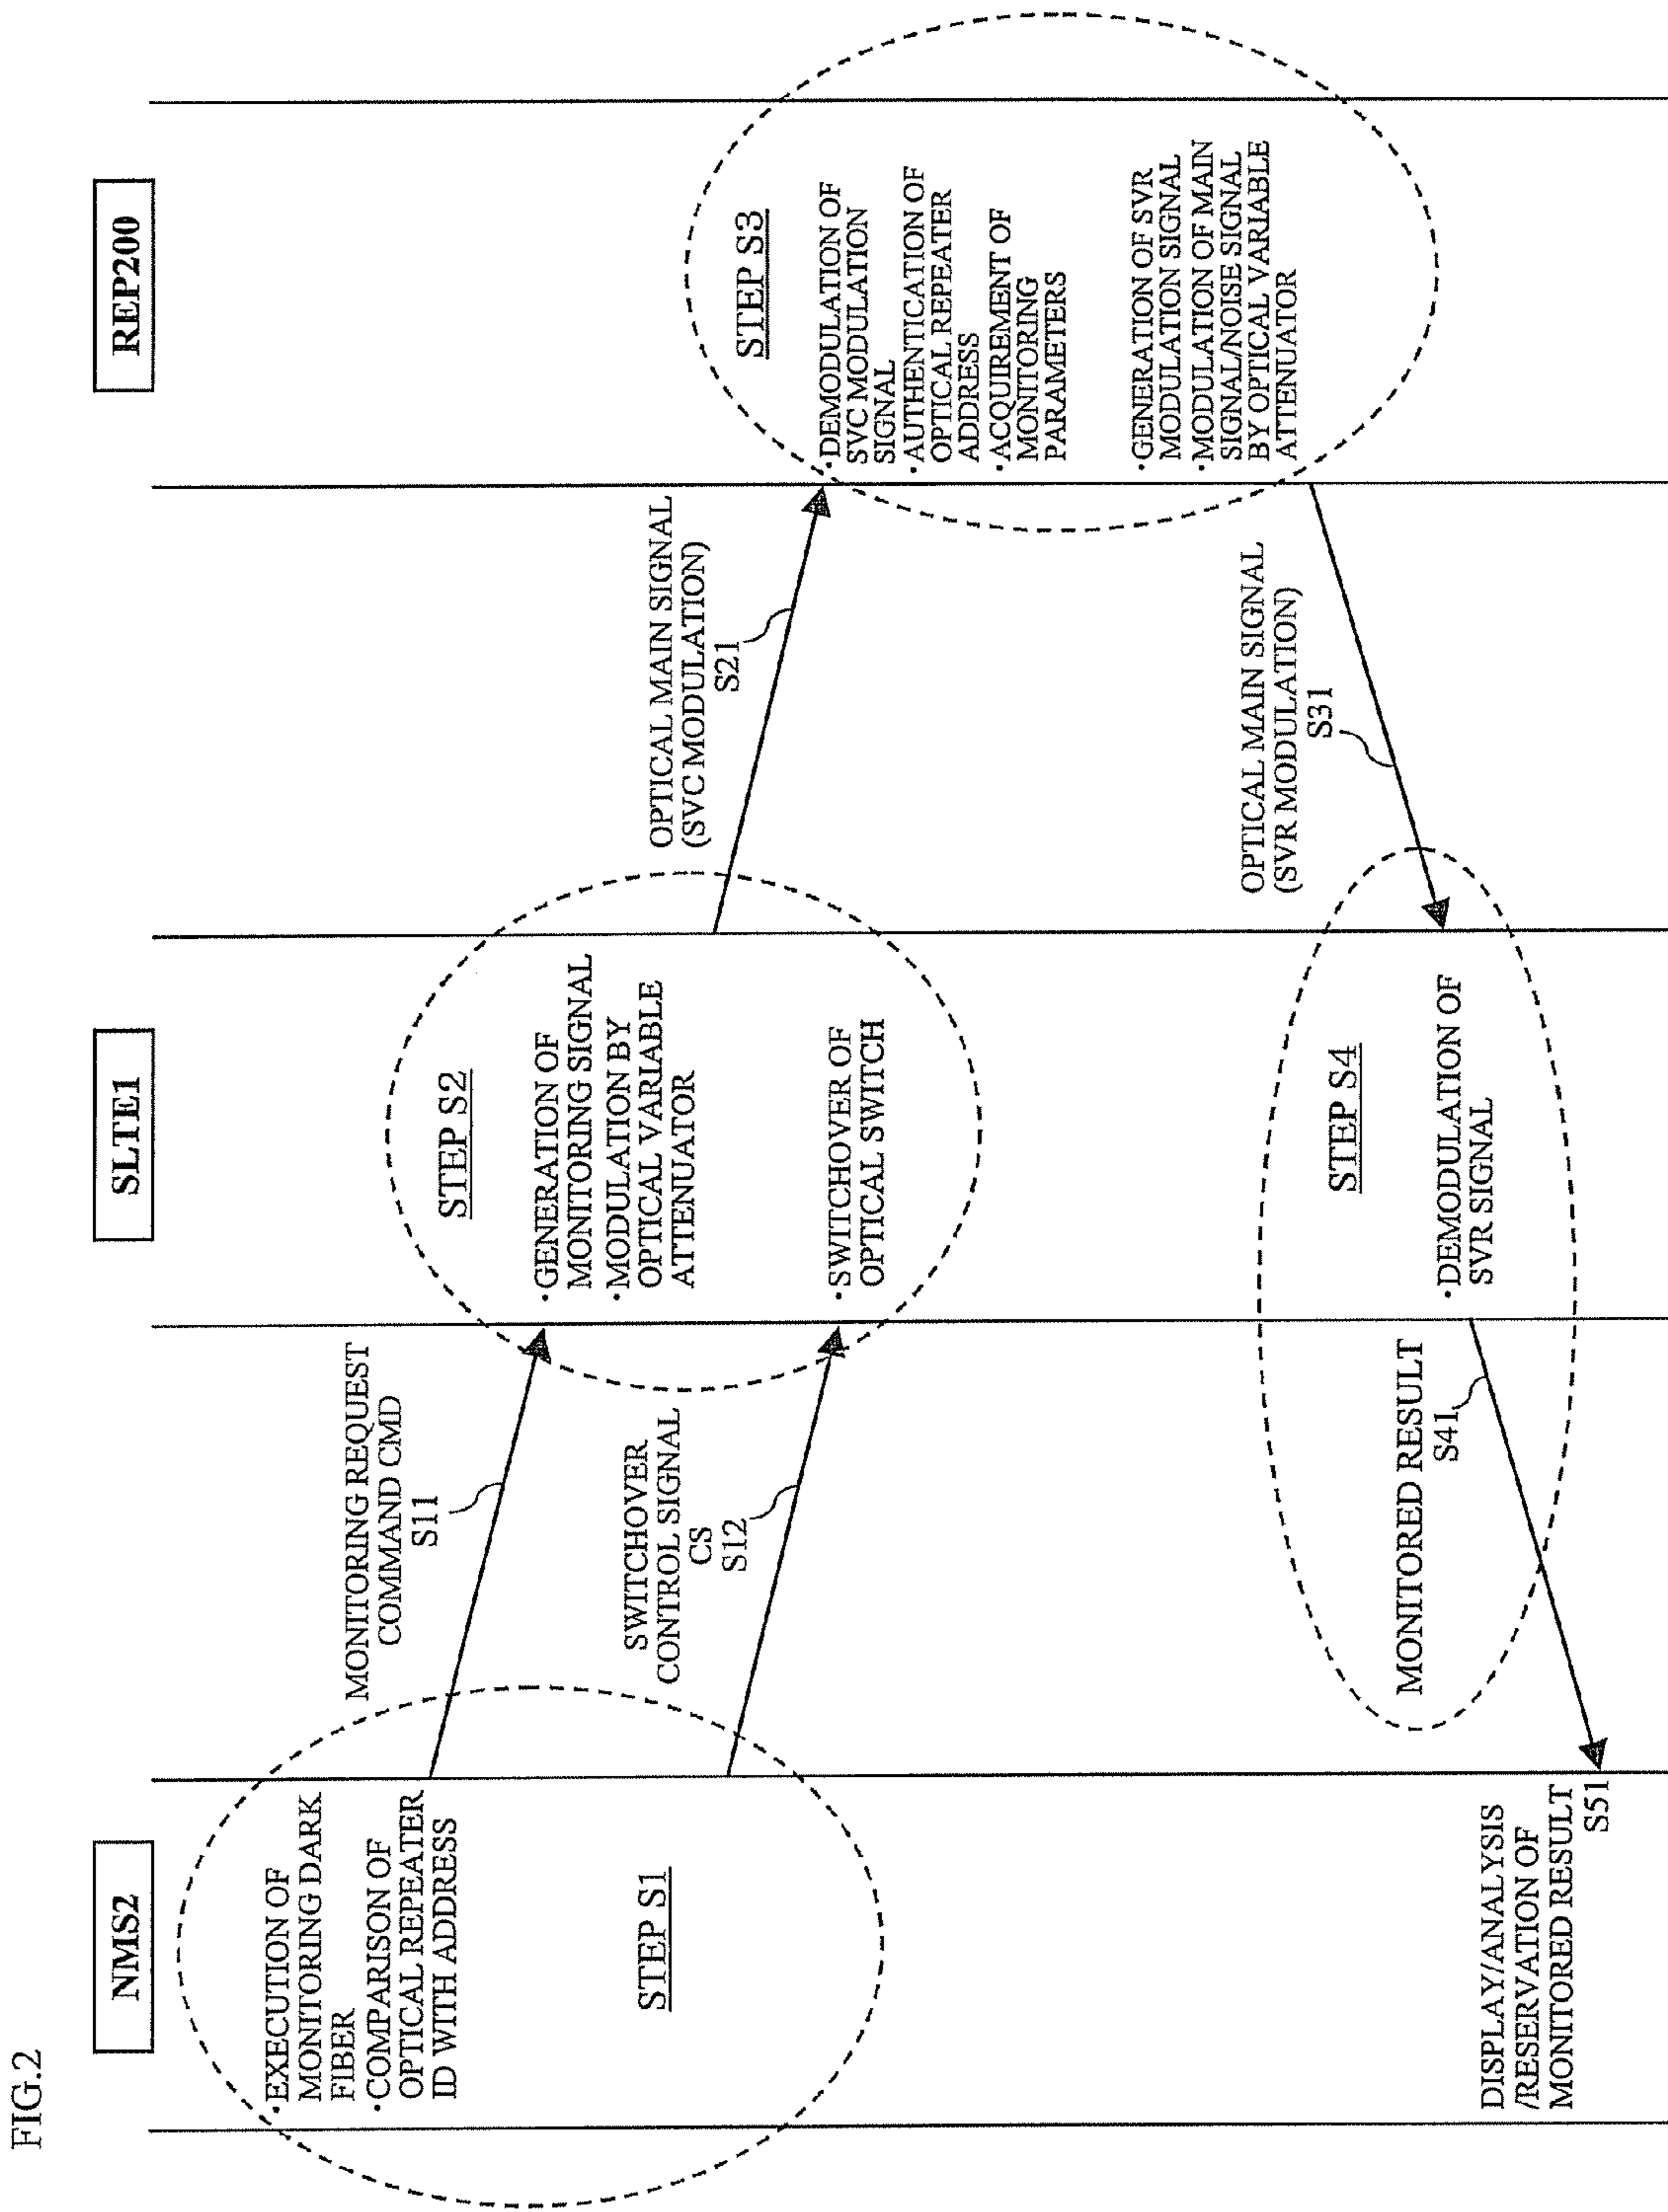 FIG.2
NMS2
SLTE1
REP200
·EXECUTION OF
MONITORING DARK
FIBER
·COMPARISON OF
OPTICAL REPEATER
ID WITH ADDRESS
STEP S1
MONITORING REQUEST
COMMAND CMD
S11
SWITCHOVER
CONTROL SIGNAL
CS
S12
STEP S2
·GENERATION OF
MONITORING SIGNAL
·MODULATION BY
OPTICAL VARIABLE
ATTENUATOR
·SWITCHOVER OF
OPTICAL SWITCH
OPTICAL MAIN SIGNAL
(SVC MODULATION)
S21
STEP S3
·DEMODULATION OF
SVC MODULATION
SIGNAL
·AUTHENTICATION OF
OPTICAL REPEATER
ADDRESS
·ACQUIREMENT OF
MONITORING
PARAMETERS
·GENERATION OF SVR
MODULATION SIGNAL
·MODULATION OF MAIN
SIGNAL/NOISE SIGNAL
BY OPTICAL VARIABLE
ATTENUATOR
OPTICAL MAIN SIGNAL
(SVR MODULATION)
S31
STEP S4
·DEMODULATION OF
SVR SIGNAL
MONITORED RESULT
S41
DISPLAY/ANALYSIS
/RESERVATION OF
MONITORED RESULT
S51